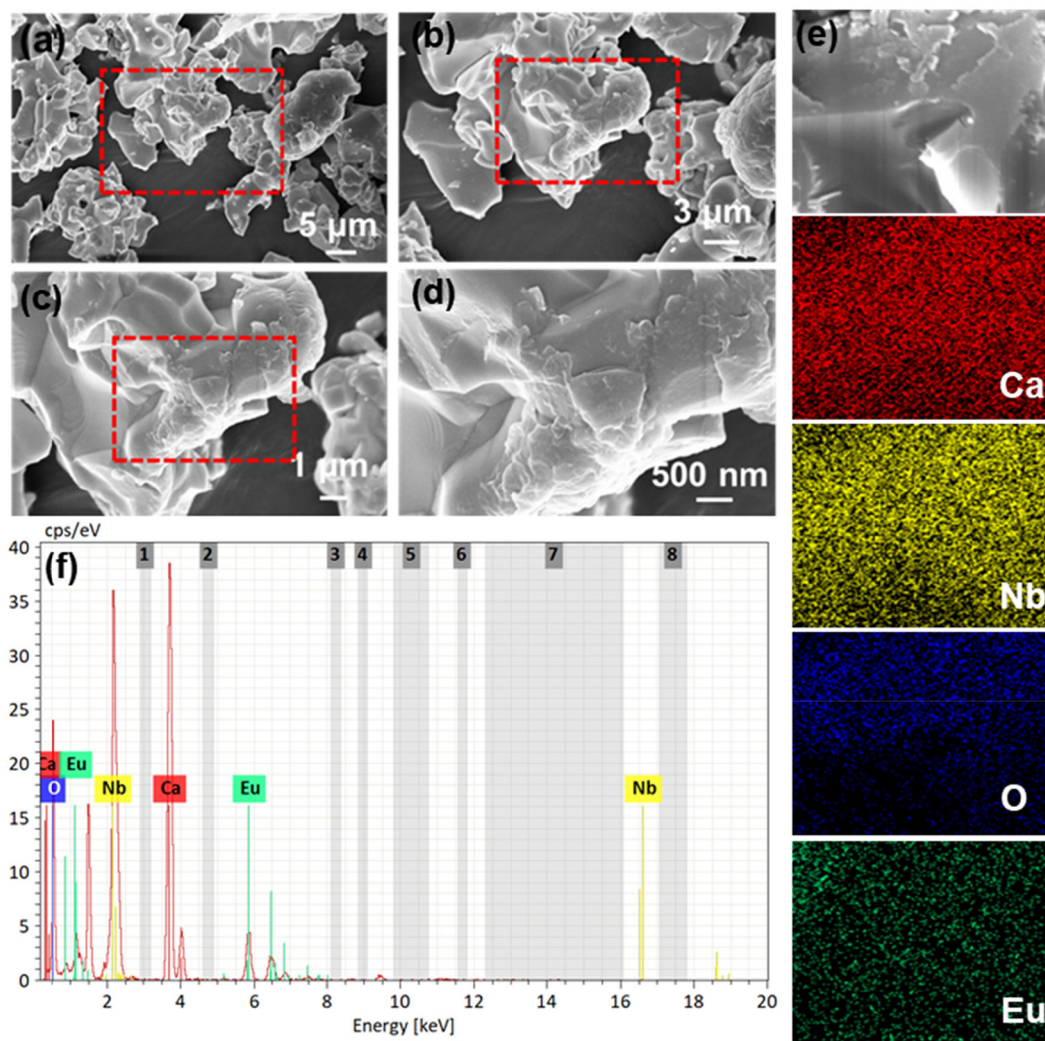 (a)
5 µm
(b)
3 µm
(c)
1 µm
(d)
500 nm
(e)
Ca
Nb
O
Eu
cps/eV
(f)
1 2 3 4 5 6 7 8
40
35
30
25
20
15
10
5
0
Ca Eu
O Nb Ca Eu Nb
2 4 6 8 10 12 14 16 18 20
Energy [keV]